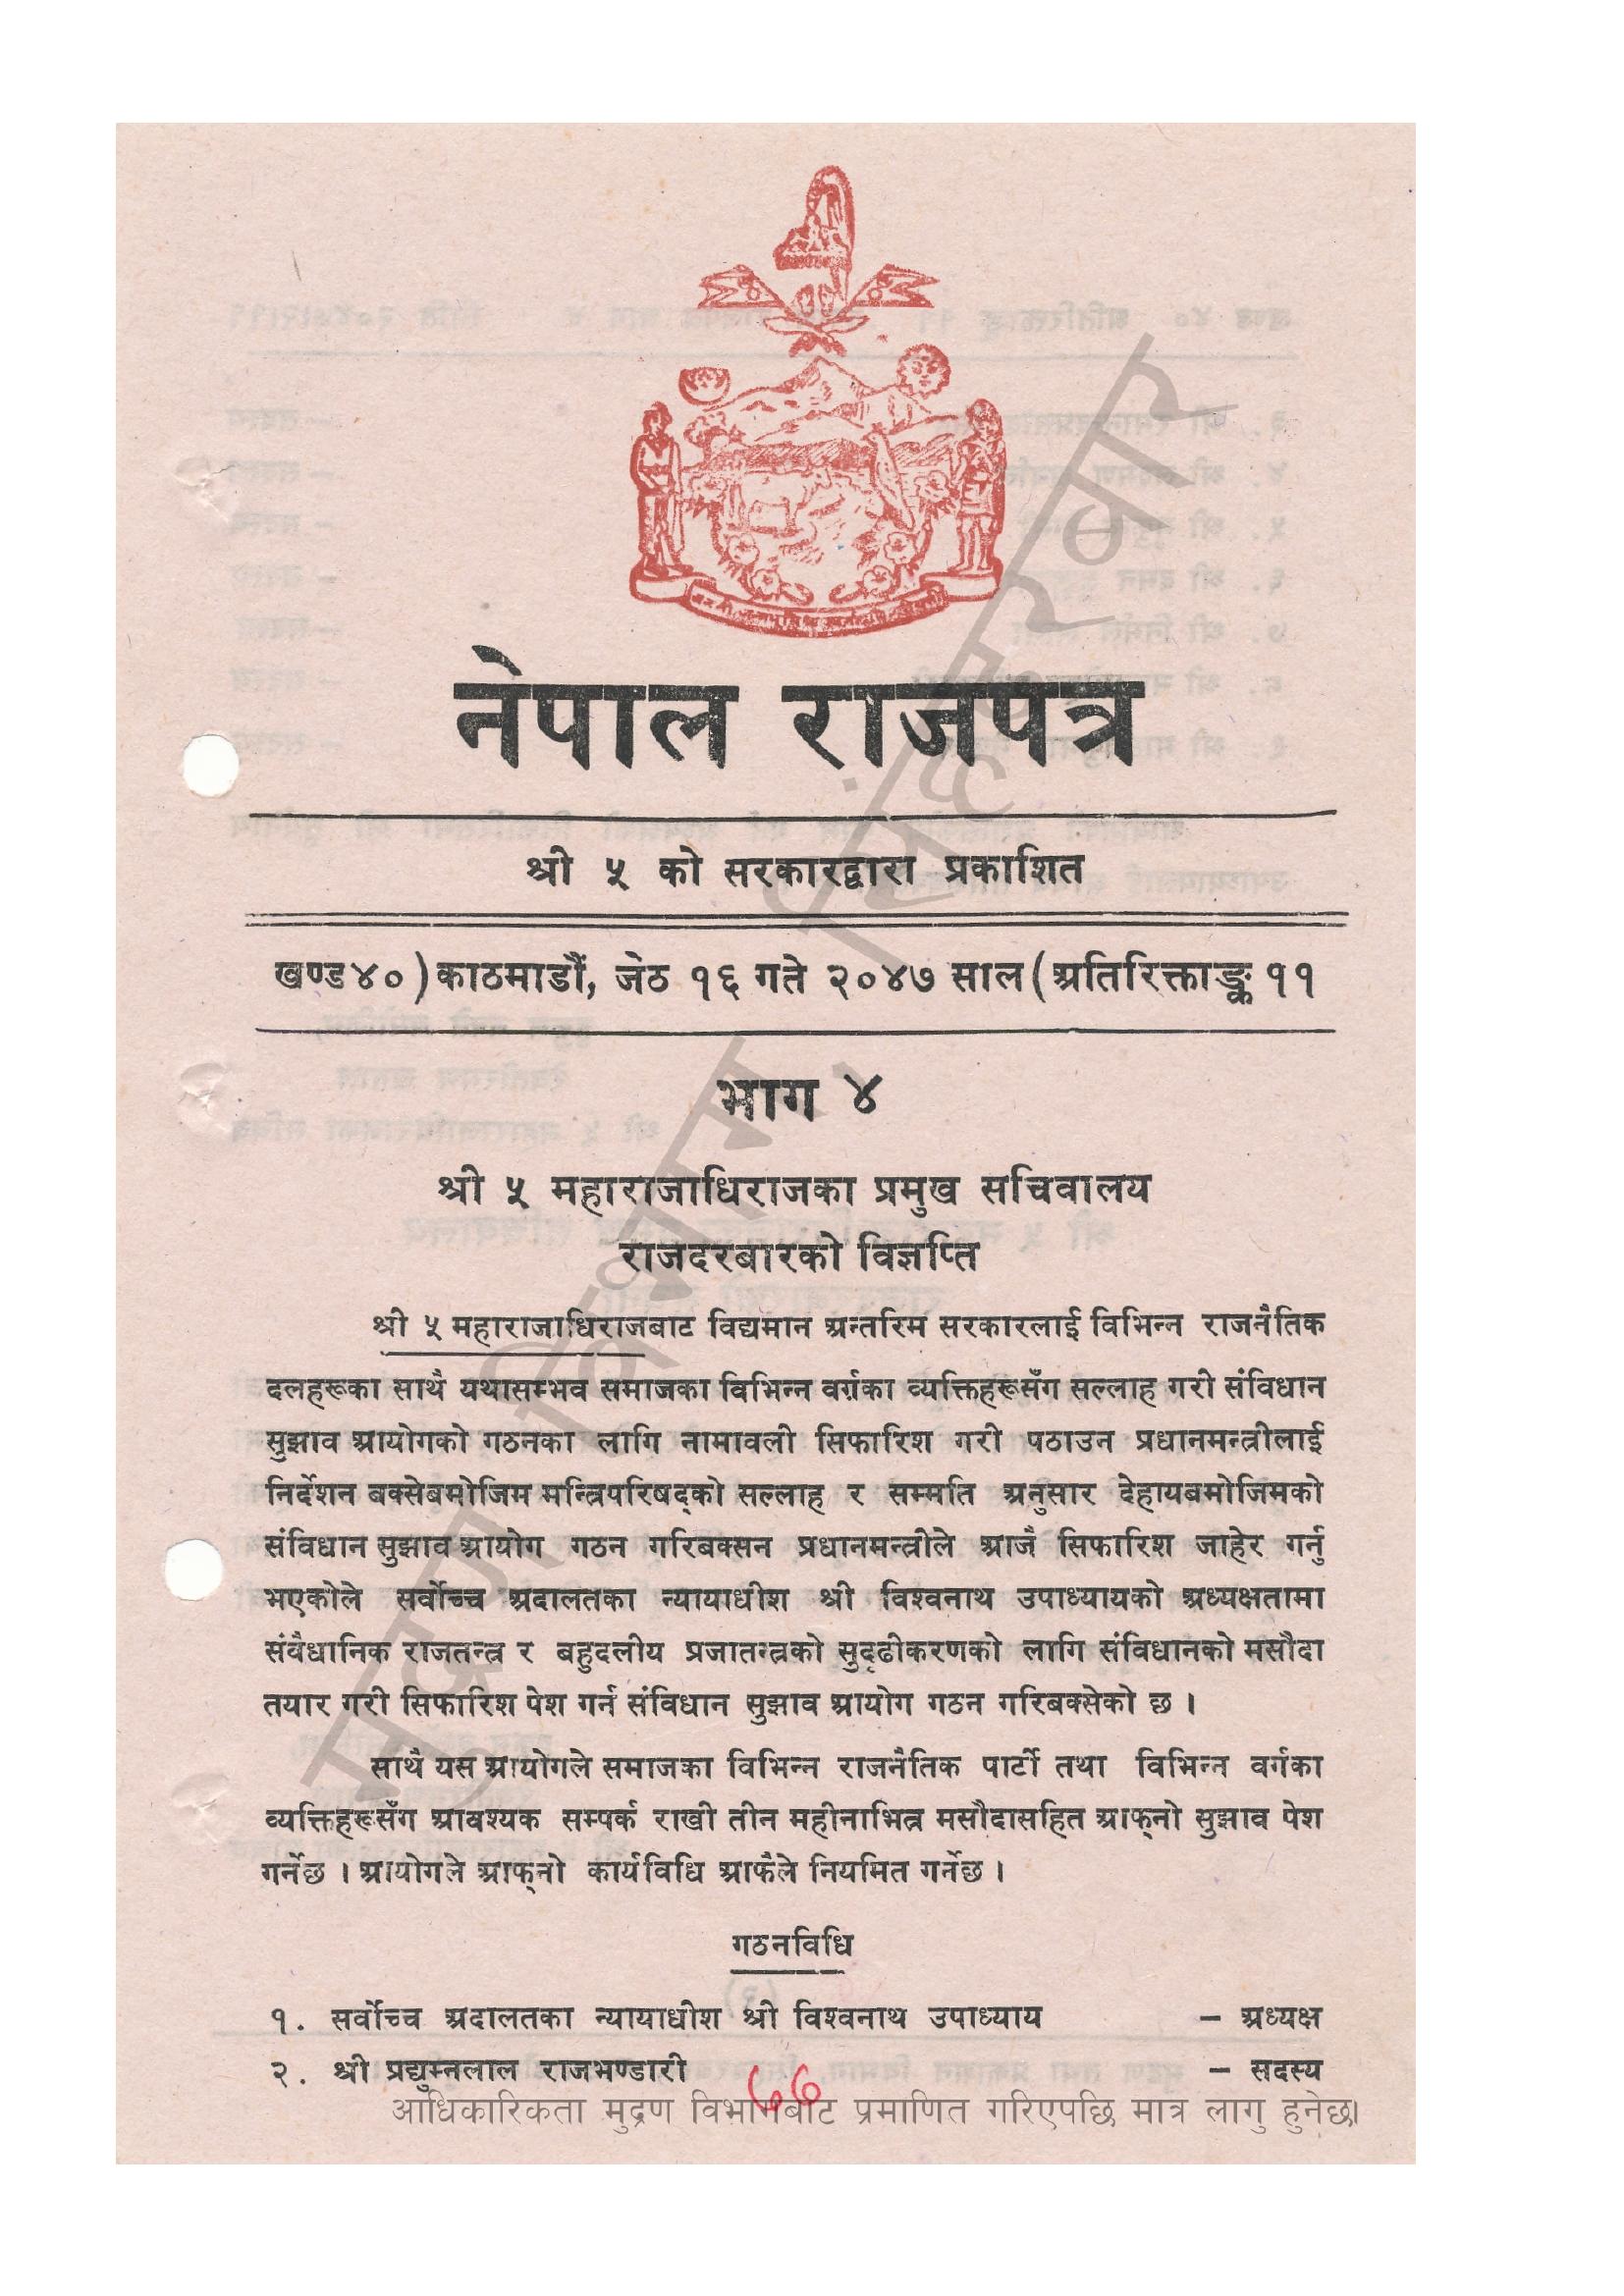 नेपाल राजपत्र
श्री ५ को सरकारद्वारा प्रकाशित
खण्ड ४०) काठमाडौं, जेठ १६ गते २०४७ साल (अतिरिक्ताङ्क ११
भाग ४
श्री ५ महाराजाधिराजका प्रमुख सचिवालय
राजदरबारको विज्ञप्ति
श्री ५ महाराजाधिराजबाट विद्यमान अन्तरिम सरकारलाई विभिन्न राजनैतिक
दलहरूका साथै यथासम्भव समाजका विभिन्न वर्गका व्यक्तिहरूसँग सल्लाह गरी संविधान
सुझाव आयोगको गठनका लागि नामावली सिफारिश गरी पठाउन प्रधानमन्त्रीलाई
निर्देशन बक्सेबमोजिम मन्त्रिपरिषद्को सल्लाह र सम्मति अनुसार देहायबमोजिमको
संविधान सुझाव आयोग गठन गरिबक्सन प्रधानमन्त्रीले आजै सिफारिश जाहेर गर्नु
भएकोले सर्वोच्च अदालतका न्यायाधीश श्री विश्वनाथ उपाध्यायको अध्यक्षतामा
संवैधानिक राजतन्त्र र बहुदलीय प्रजातन्त्रको सुदृढीकरणको लागि संविधानको मसौदा
तयार गरी सिफारिश पेश गर्न संविधान सुझाव आयोग गठन गरिबक्सेको छ ।
साथै यस आयोगले समाजका विभिन्न राजनैतिक पार्टी तथा विभिन्न वर्गका
व्यक्तिहरूसँग आवश्यक सम्पर्क राखी तीन महीनाभित्र मसौदासहित आफ्नो सुझाव पेश
गर्नेछ । आयोगले आफ्नो कार्यविधि आफैले नियमित गर्नेछ ।
गठनविधि
१. सर्वोच्च अदालतका न्यायाधीश श्री विश्वनाथ उपाध्याय – अध्यक्ष
२. श्री प्रद्युम्नलाल राजभण्डारी – सदस्य
७७
आधिकारिकता मुद्रण विभागबाट प्रमाणित गरिएपछि मात्र लागु हुनेछ।